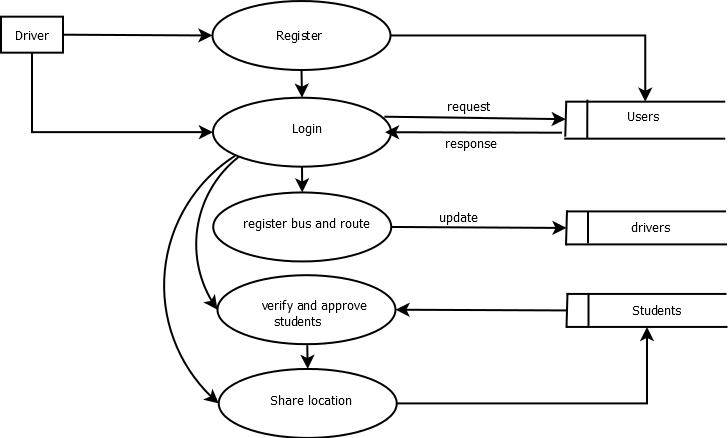 Driver
Register
request
Login
Users
response
register bus and route
update
drivers
verify and approve
students
Students
Share location